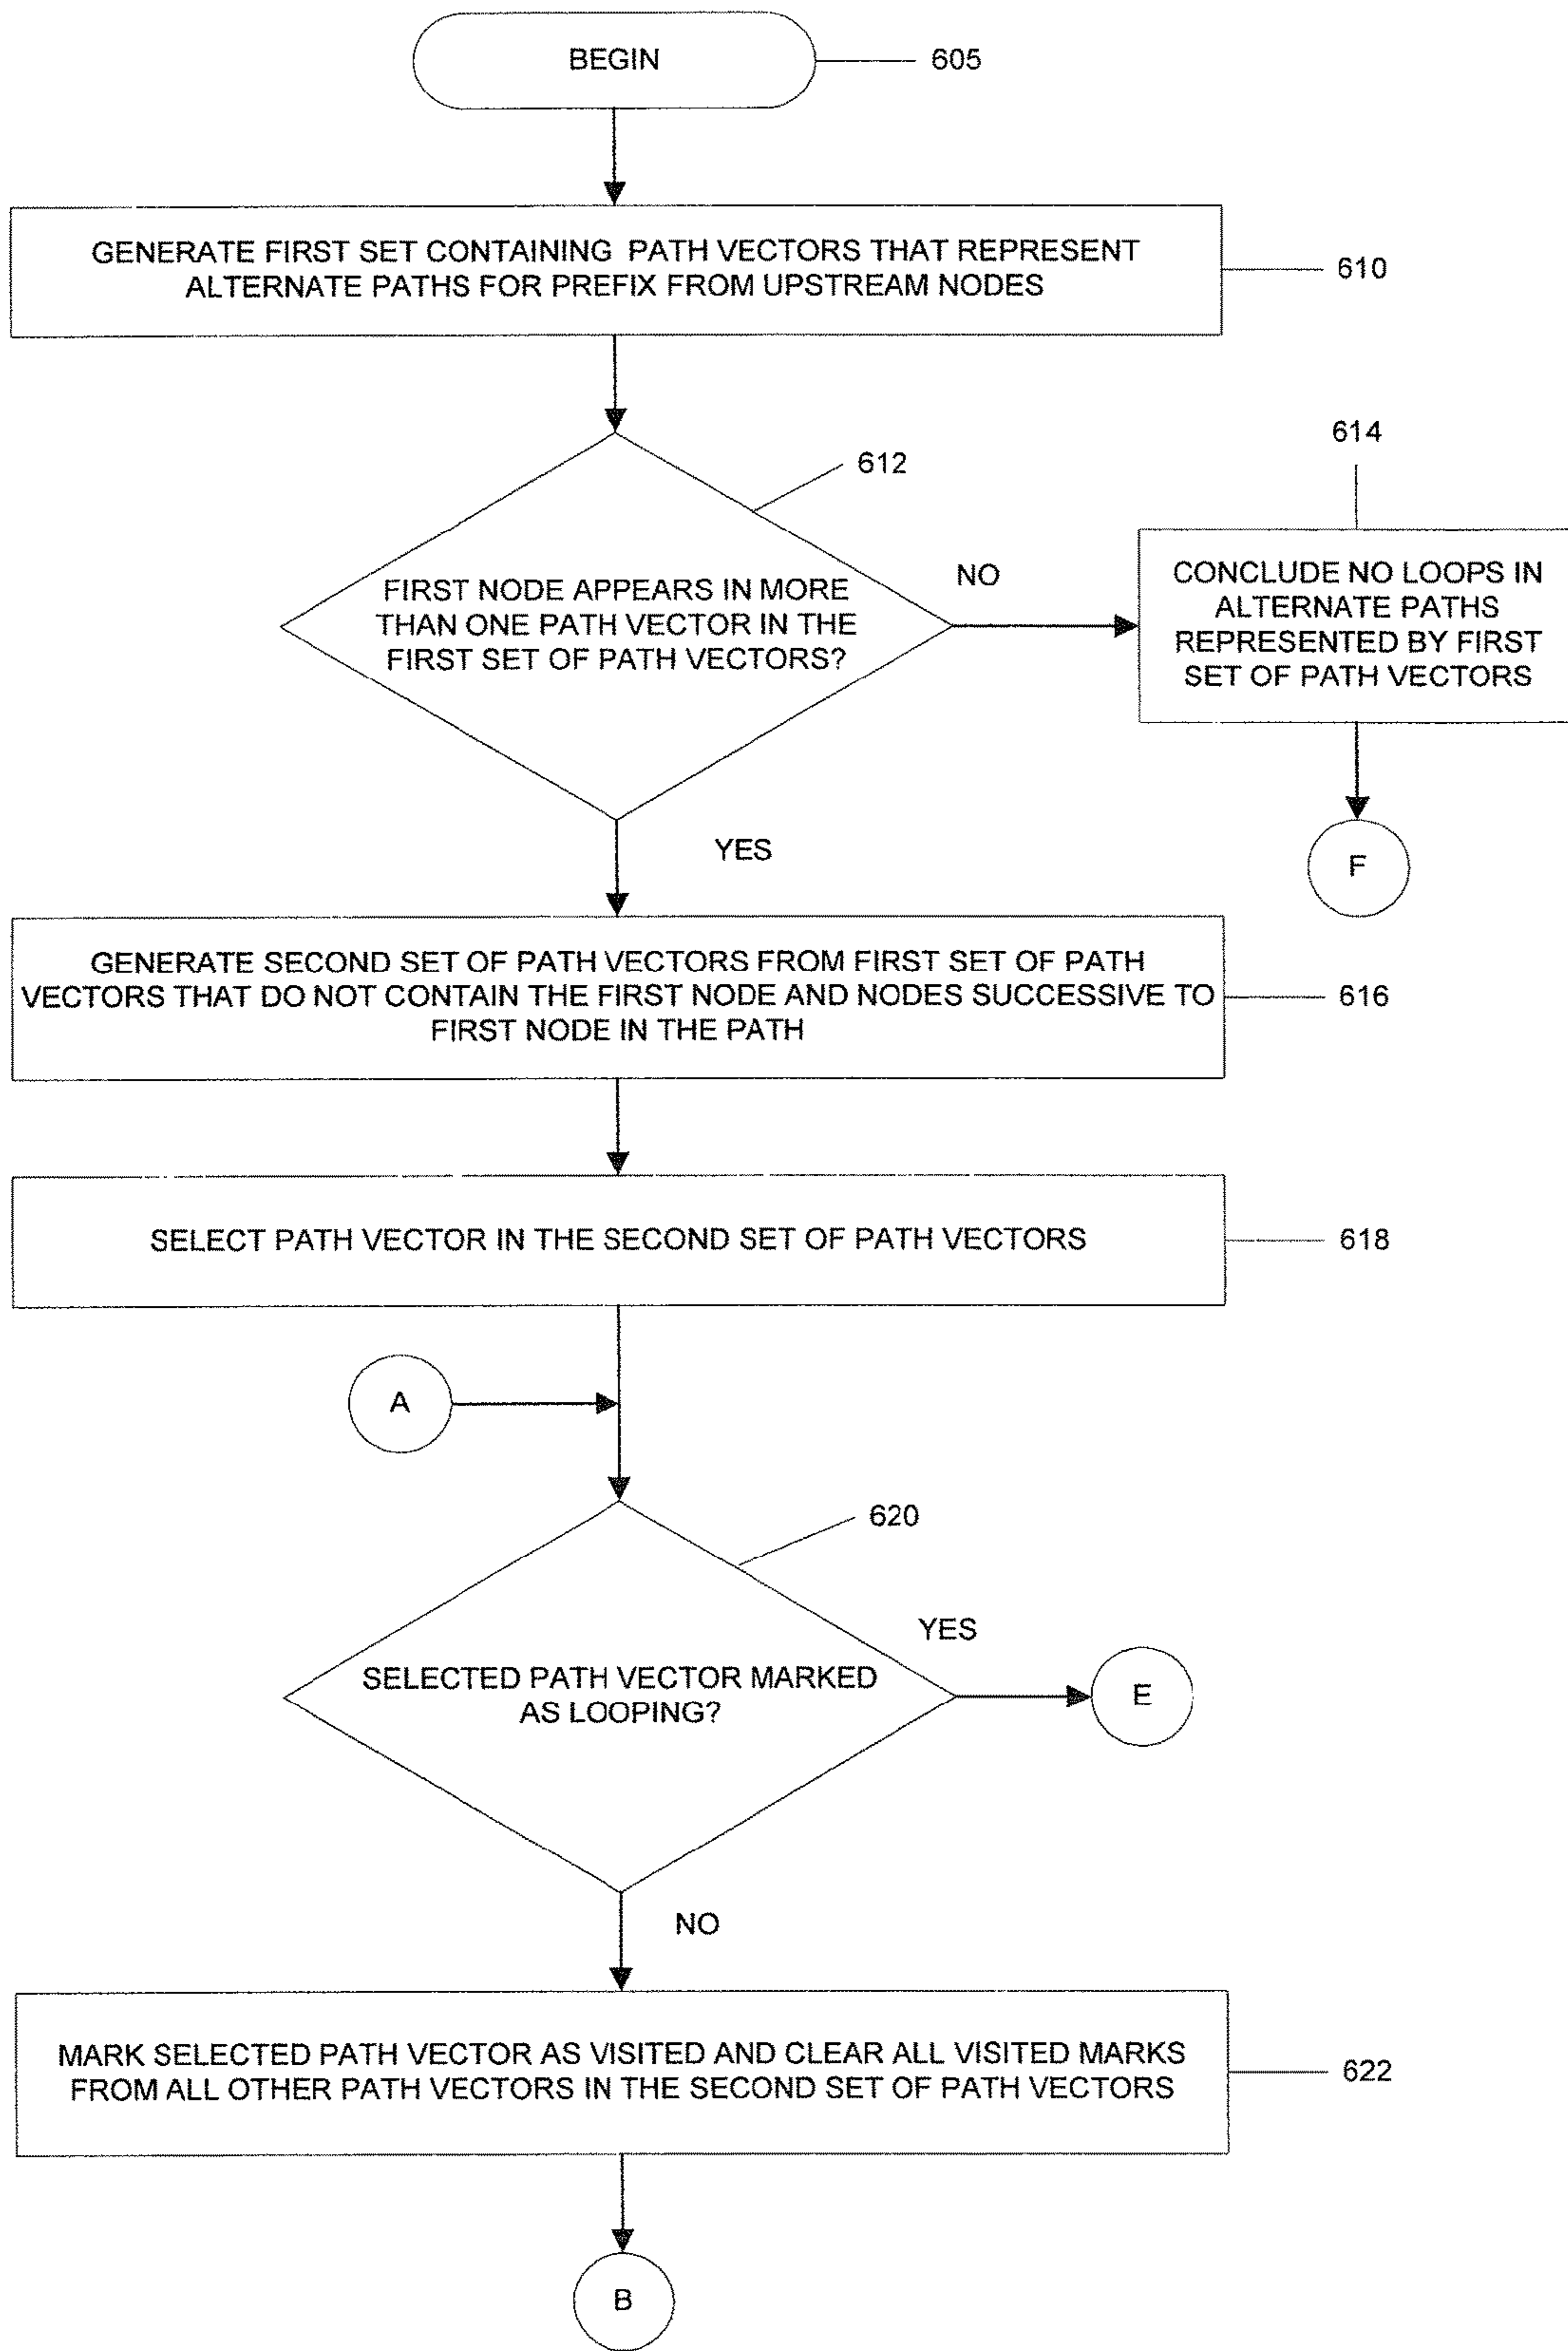 BEGIN
605
GENERATE FIRST SET CONTAINING PATH VECTORS THAT REPRESENT
ALTERNATE PATHS FOR PREFIX FROM UPSTREAM NODES
610
612
614
FIRST NODE APPEARS IN MORE
THAN ONE PATH VECTOR IN THE
FIRST SET OF PATH VECTORS?
NO
CONCLUDE NO LOOPS IN
ALTERNATE PATHS
REPRESENTED BY FIRST
SET OF PATH VECTORS
YES
F
GENERATE SECOND SET OF PATH VECTORS FROM FIRST SET OF PATH
VECTORS THAT DO NOT CONTAIN THE FIRST NODE AND NODES SUCCESSIVE TO
FIRST NODE IN THE PATH
616
SELECT PATH VECTOR IN THE SECOND SET OF PATH VECTORS
618
A
620
SELECTED PATH VECTOR MARKED
AS LOOPING?
YES
E
NO
MARK SELECTED PATH VECTOR AS VISITED AND CLEAR ALL VISITED MARKS
FROM ALL OTHER PATH VECTORS IN THE SECOND SET OF PATH VECTORS
622
B